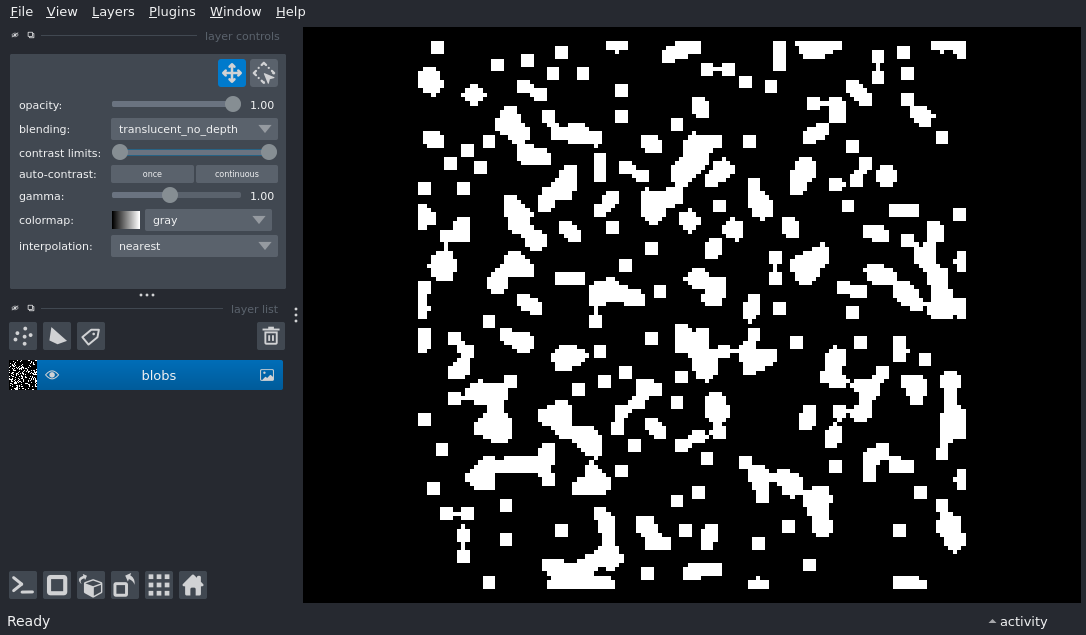 File View Layers Plugins Window Help
layer controls
opacity: 1.00
blending: translucent_no_depth
contrast limits:
auto-contrast: once continuous
gamma: 1.00
colormap: gray
interpolation: nearest
layer list
blobs
Ready
activity